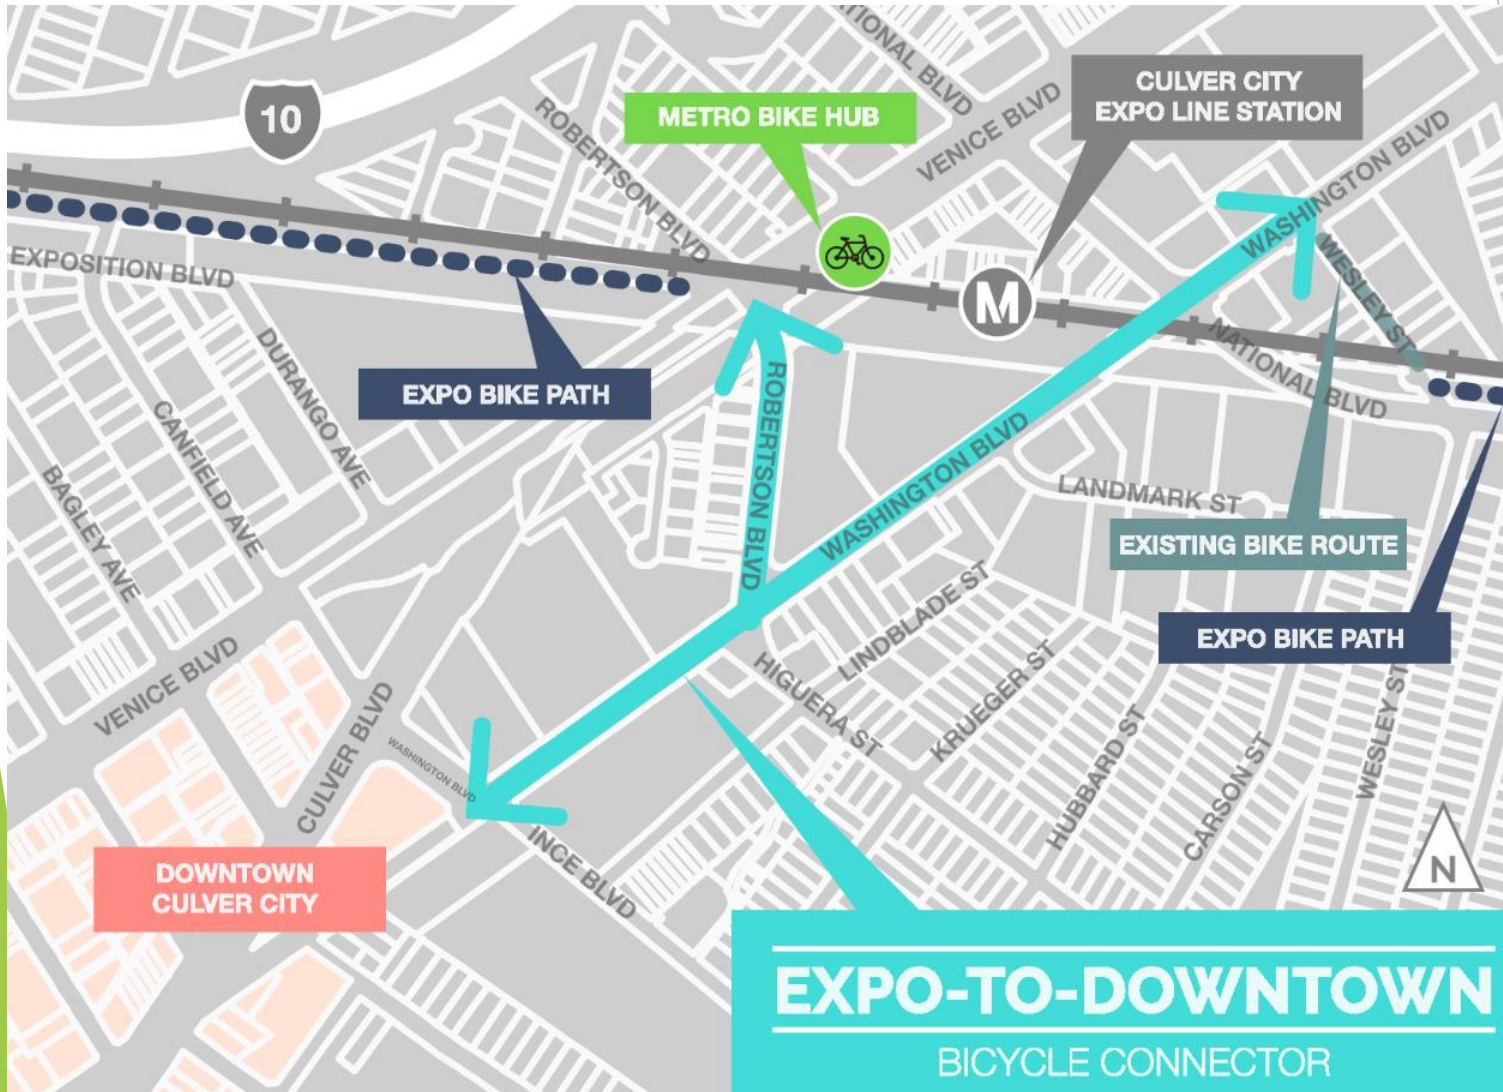 NATIONAL BLVD
10
ROBERTSON BLVD
METRO BIKE HUB
VENICE BLVD
CULVER CITY
EXPO LINE STATION
WASHINGTON BLVD
EXPOSITION BLVD
M
WESLEY ST
NATIONAL BLVD
DURANGO AVE
EXPO BIKE PATH
ROBERTSON BLVD
WASHINGTON BLVD
CANFIELD AVE
BAGLEY AVE
LANDMARK ST
EXISTING BIKE ROUTE
EXPO BIKE PATH
LINDBLADE ST
HIGUERA ST
KRUEGER ST
HUBBARD ST
CARSON ST
WESLEY ST
VENICE BLVD
CULVER BLVD
WASHINGTON BLVD
INCE BLVD
DOWNTOWN
CULVER CITY
N
EXPO-TO-DOWNTOWN
BICYCLE CONNECTOR